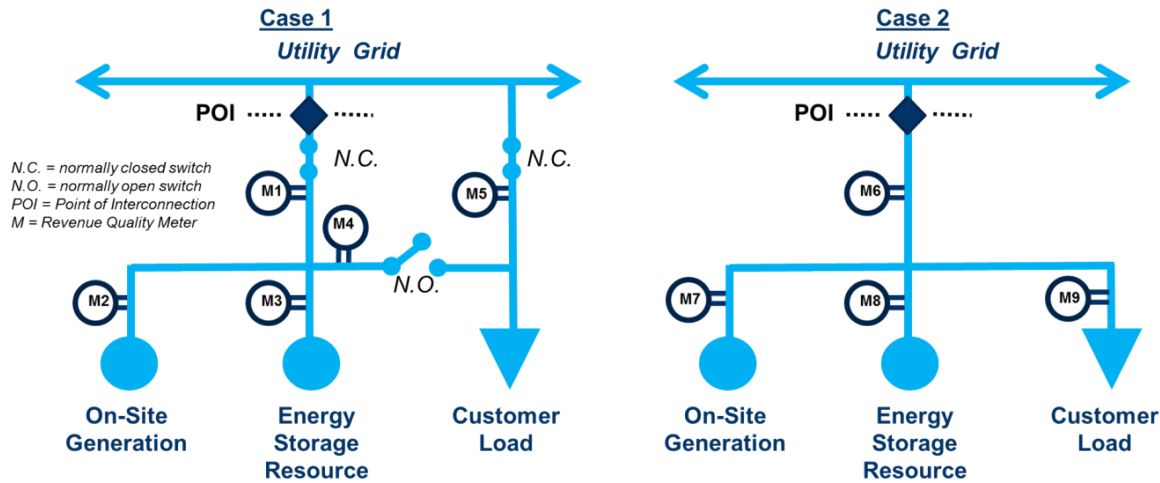 Case 1
Utility Grid
POI
N.C.
N.C.
N.C. = normally closed switch
N.O. = normally open switch
POI = Point of Interconnection
M = Revenue Quality Meter
M1
M5
M4
N.O.
M2
M3
On-Site
Generation
Energy
Storage
Resource
Customer
Load
Case 2
Utility Grid
POI
M6
M7
M8
M9
On-Site
Generation
Energy
Storage
Resource
Customer
Load